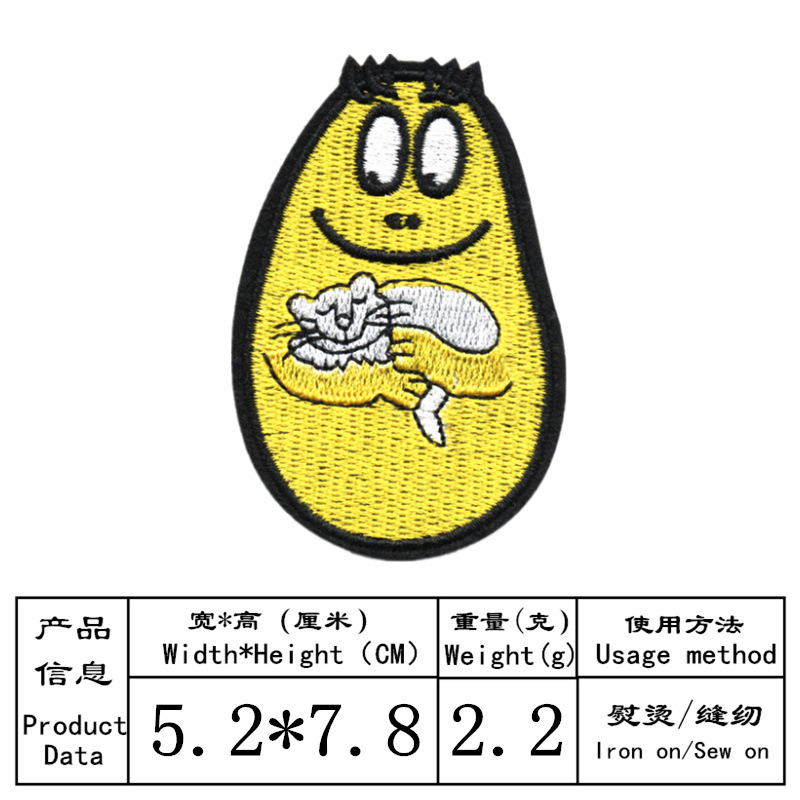 产品
信息
Product
Data
宽*高 (厘米)
Width*Height (CM)
重量(克)
Weight(g)
使用方法
Usage method
5.2*7.8
2.2
熨烫/缝纫
Iron on/Sew on